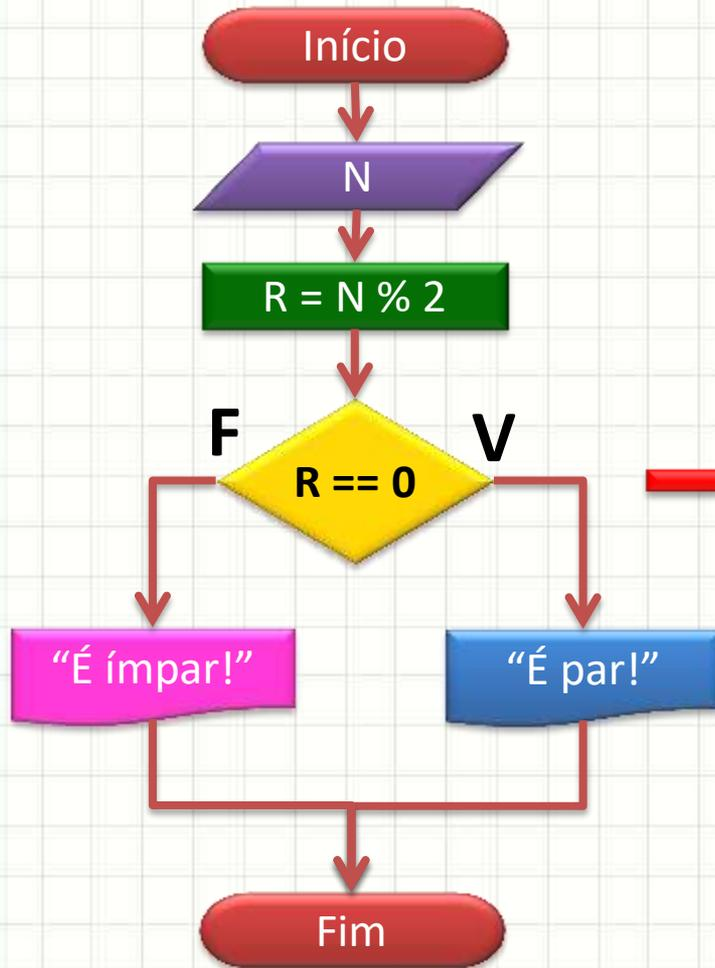 Início
N
R = N % 2
F
V
R == 0
“É ímpar!”
“É par!”
Fim